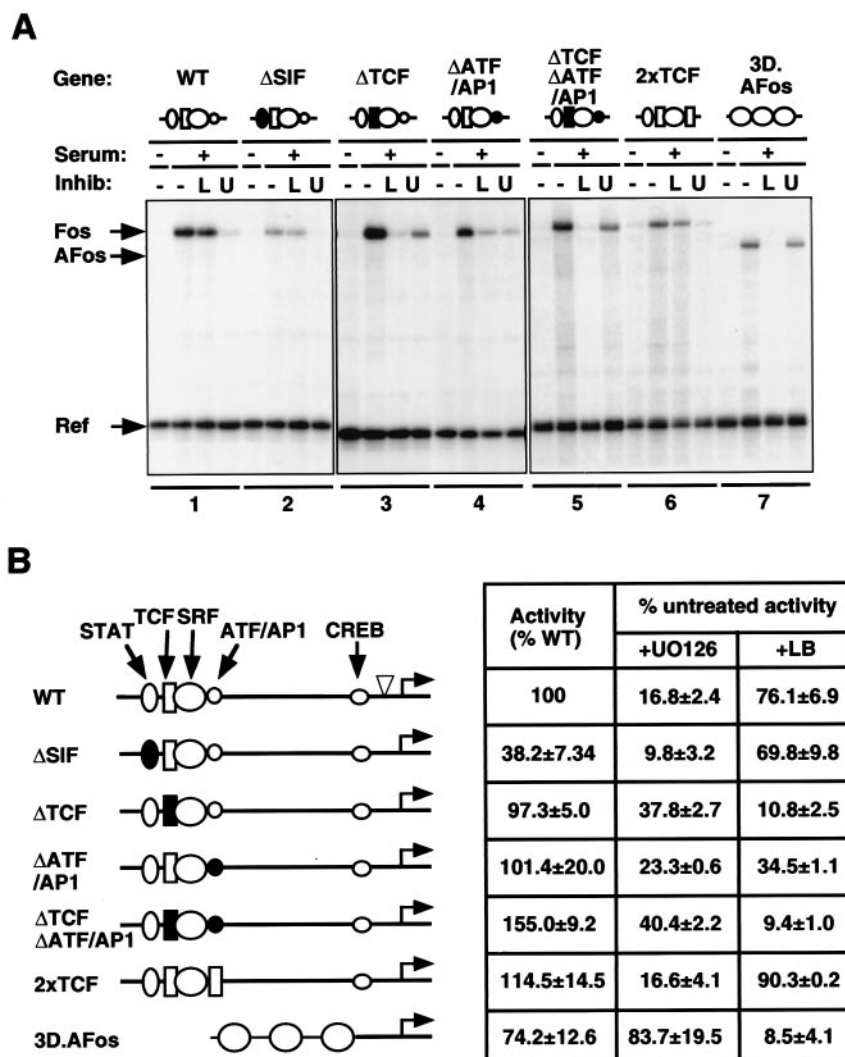 A
Gene: WT ΔSIF ΔTCF ΔATF/AP1 ΔTCF ΔATF/AP1 2xTCF 3D.AFos
Serum: - + - + - + - + - + - + - +
Inhib: - - L U - - L U - - L U - - L U - - L U - - L U - - L U
Fos
AFos
Ref
1 2 3 4 5 6 7
B
STAT TCF SRF ATF/AP1 CREB
Activity (% WT) % untreated activity
+UO126 +LB
WT 100 16.8±2.4 76.1±6.9
ΔSIF 38.2±7.34 9.8±3.2 69.8±9.8
ΔTCF 97.3±5.0 37.8±2.7 10.8±2.5
ΔATF/AP1 101.4±20.0 23.3±0.6 34.5±1.1
ΔTCF ΔATF/AP1 155.0±9.2 40.4±2.2 9.4±1.0
2xTCF 114.5±14.5 16.6±4.1 90.3±0.2
3D.AFos 74.2±12.6 83.7±19.5 8.5±4.1